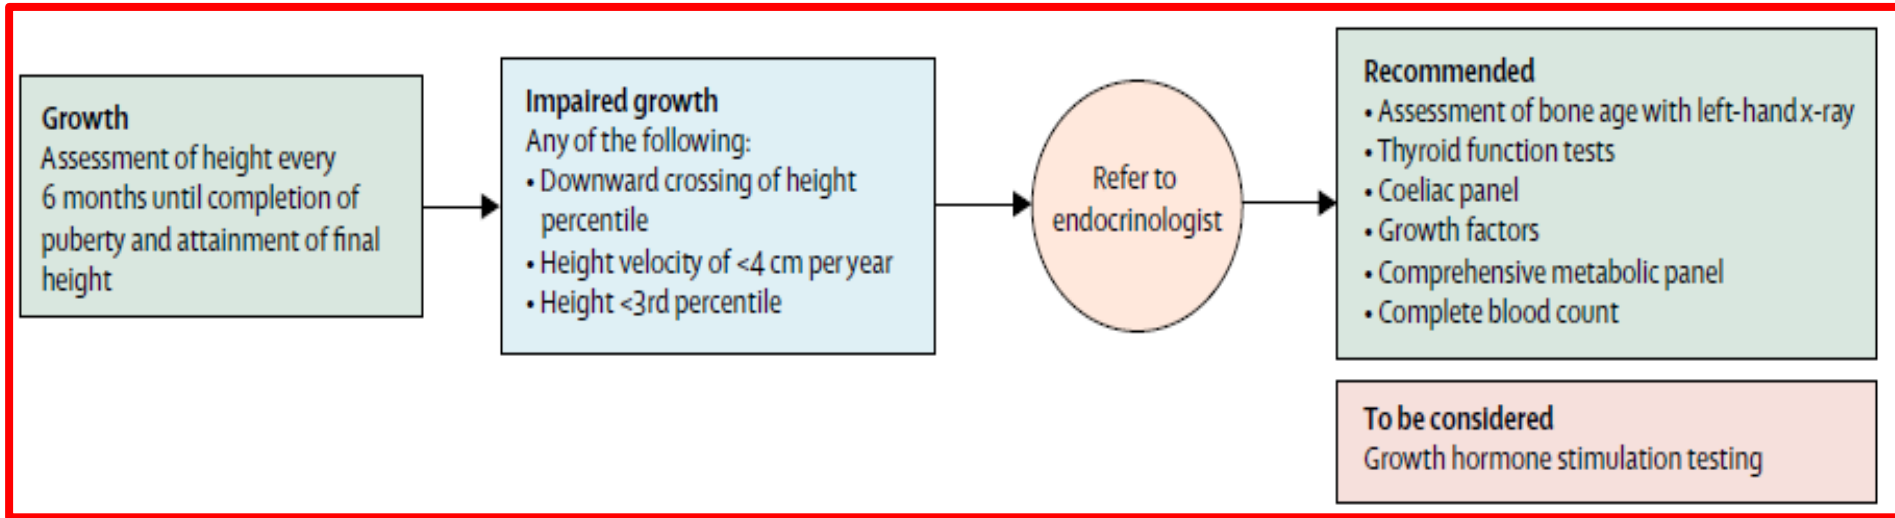 Growth
Assessment of height every
6 months until completion of
puberty and attainment of final
height
Impaired growth
Any of the following:
• Downward crossing of height
percentile
• Height velocity of <4 cm per year
• Height <3rd percentile
Refer to
endocrinologist
Recommended
• Assessment of bone age with left-hand x-ray
• Thyroid function tests
• Coeliac panel
• Growth factors
• Comprehensive metabolic panel
• Complete blood count
To be considered
Growth hormone stimulation testing